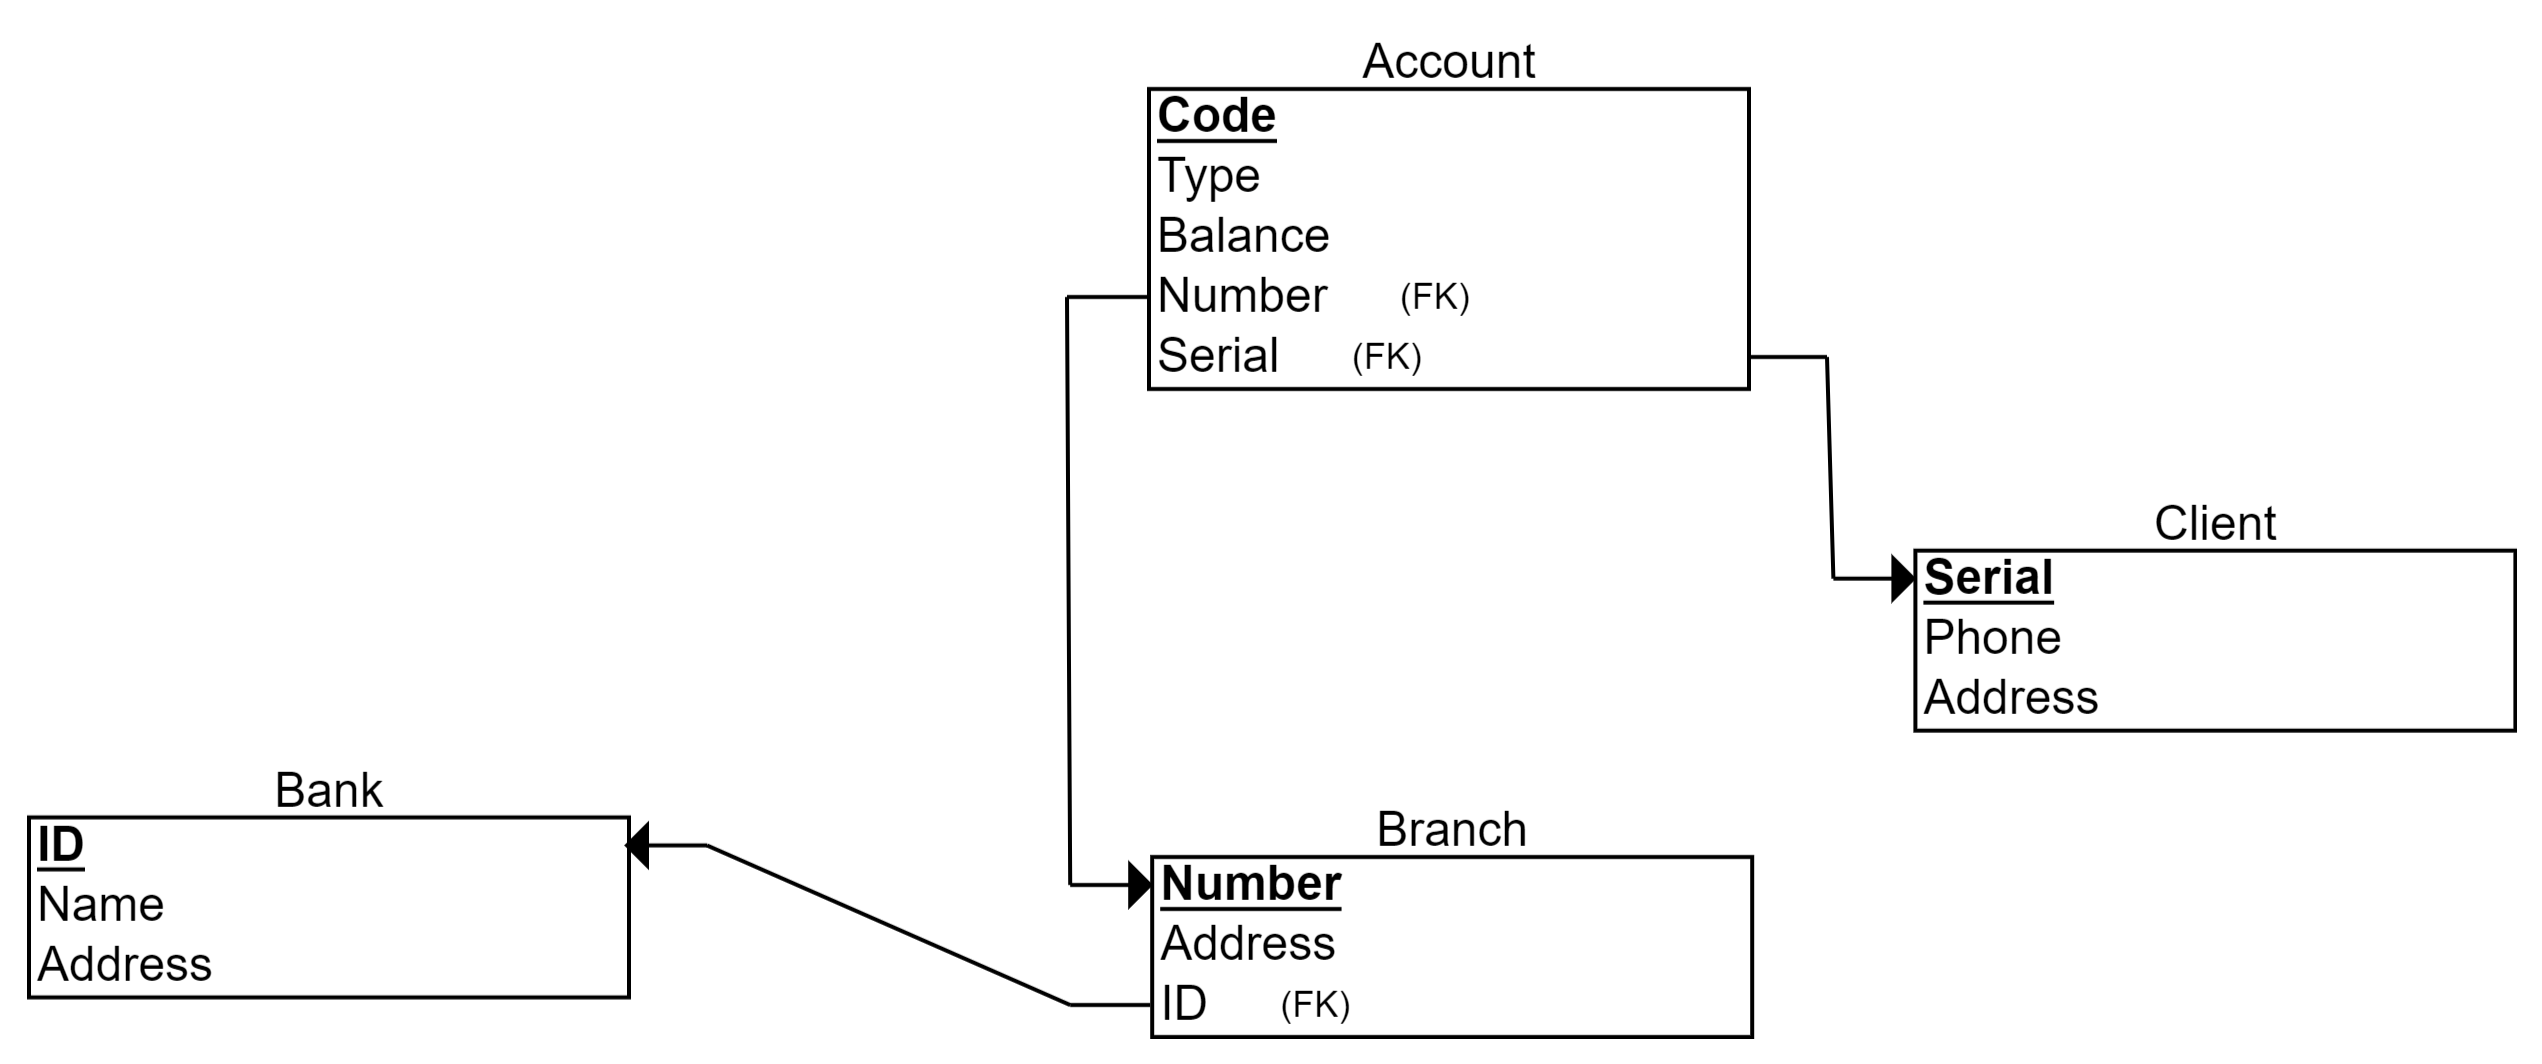 Account
Code
Type
Balance
Number (FK)
Serial (FK)
Client
Serial
Phone
Address
Bank
ID
Name
Address
Branch
Number
Address
ID (FK)